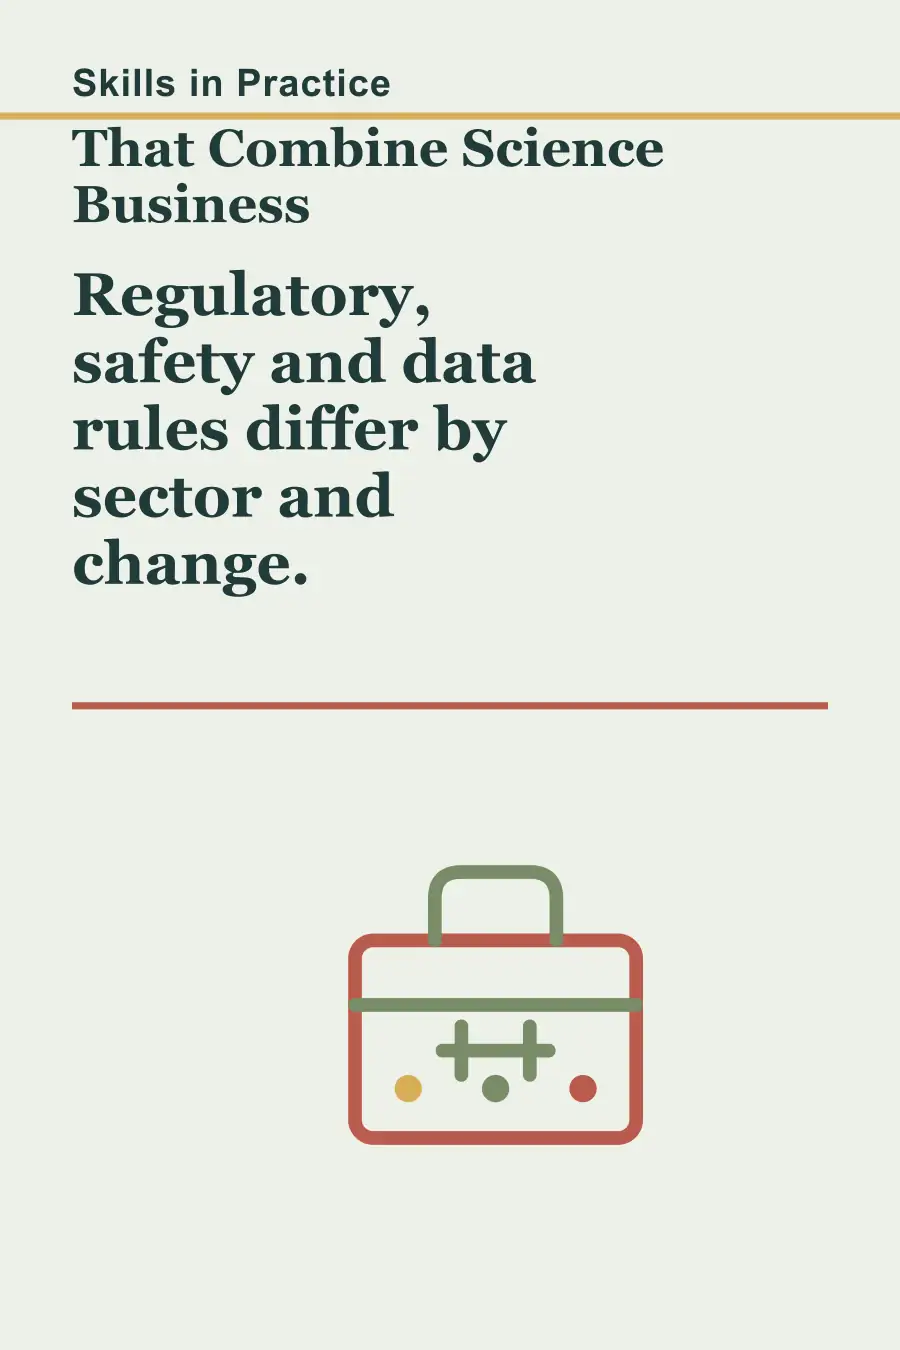 Skills in Practice
That Combine Science
Business
Regulatory,
safety and data
rules differ by
sector and
change.